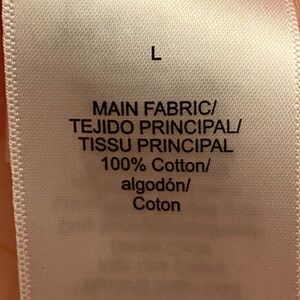 L
MAIN FABRIC/
TEJIDO PRINCIPAL/
TISSU PRINCIPAL
100% Cotton/
algodón/
Coton